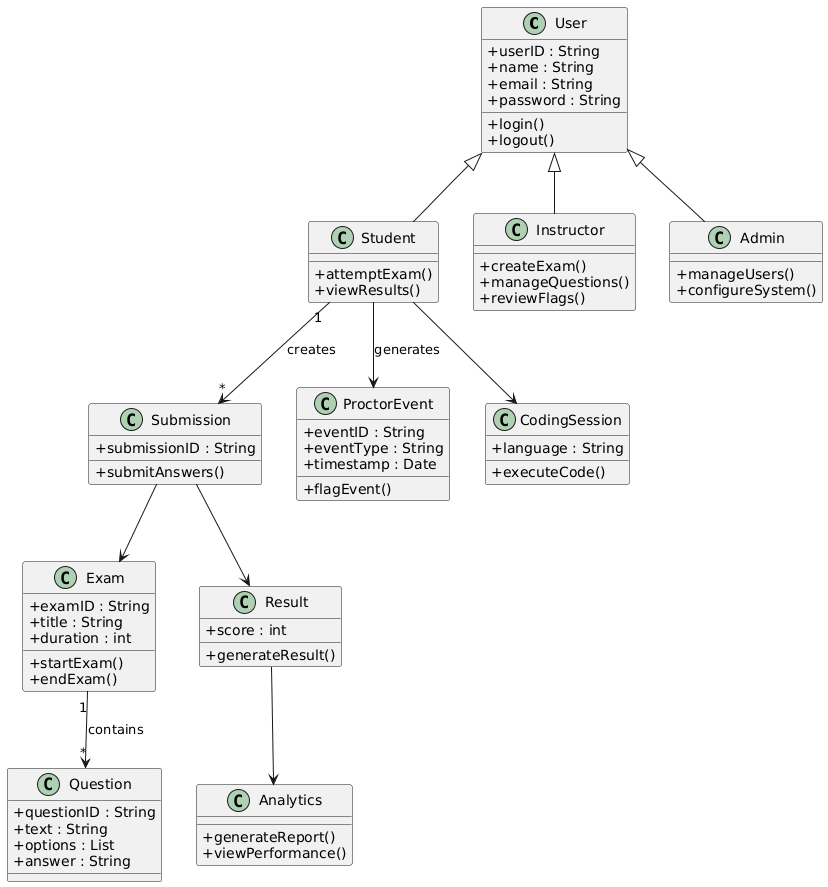 C User
+userID : String
+name : String
+email : String
+password : String
+login()
+logout()
C Student
+attemptExam()
+viewResults()
C Instructor
+createExam()
+manageQuestions()
+reviewFlags()
C Admin
+manageUsers()
+configureSystem()
1
creates
*
generates
C Submission
+submissionID : String
+submitAnswers()
C ProctorEvent
+eventID : String
+eventType : String
+timestamp : Date
+flagEvent()
C CodingSession
+language : String
+executeCode()
C Exam
+examID : String
+title : String
+duration : int
+startExam()
+endExam()
C Result
+score : int
+generateResult()
1
contains
*
C Question
+questionID : String
+text : String
+options : List
+answer : String
C Analytics
+generateReport()
+viewPerformance()